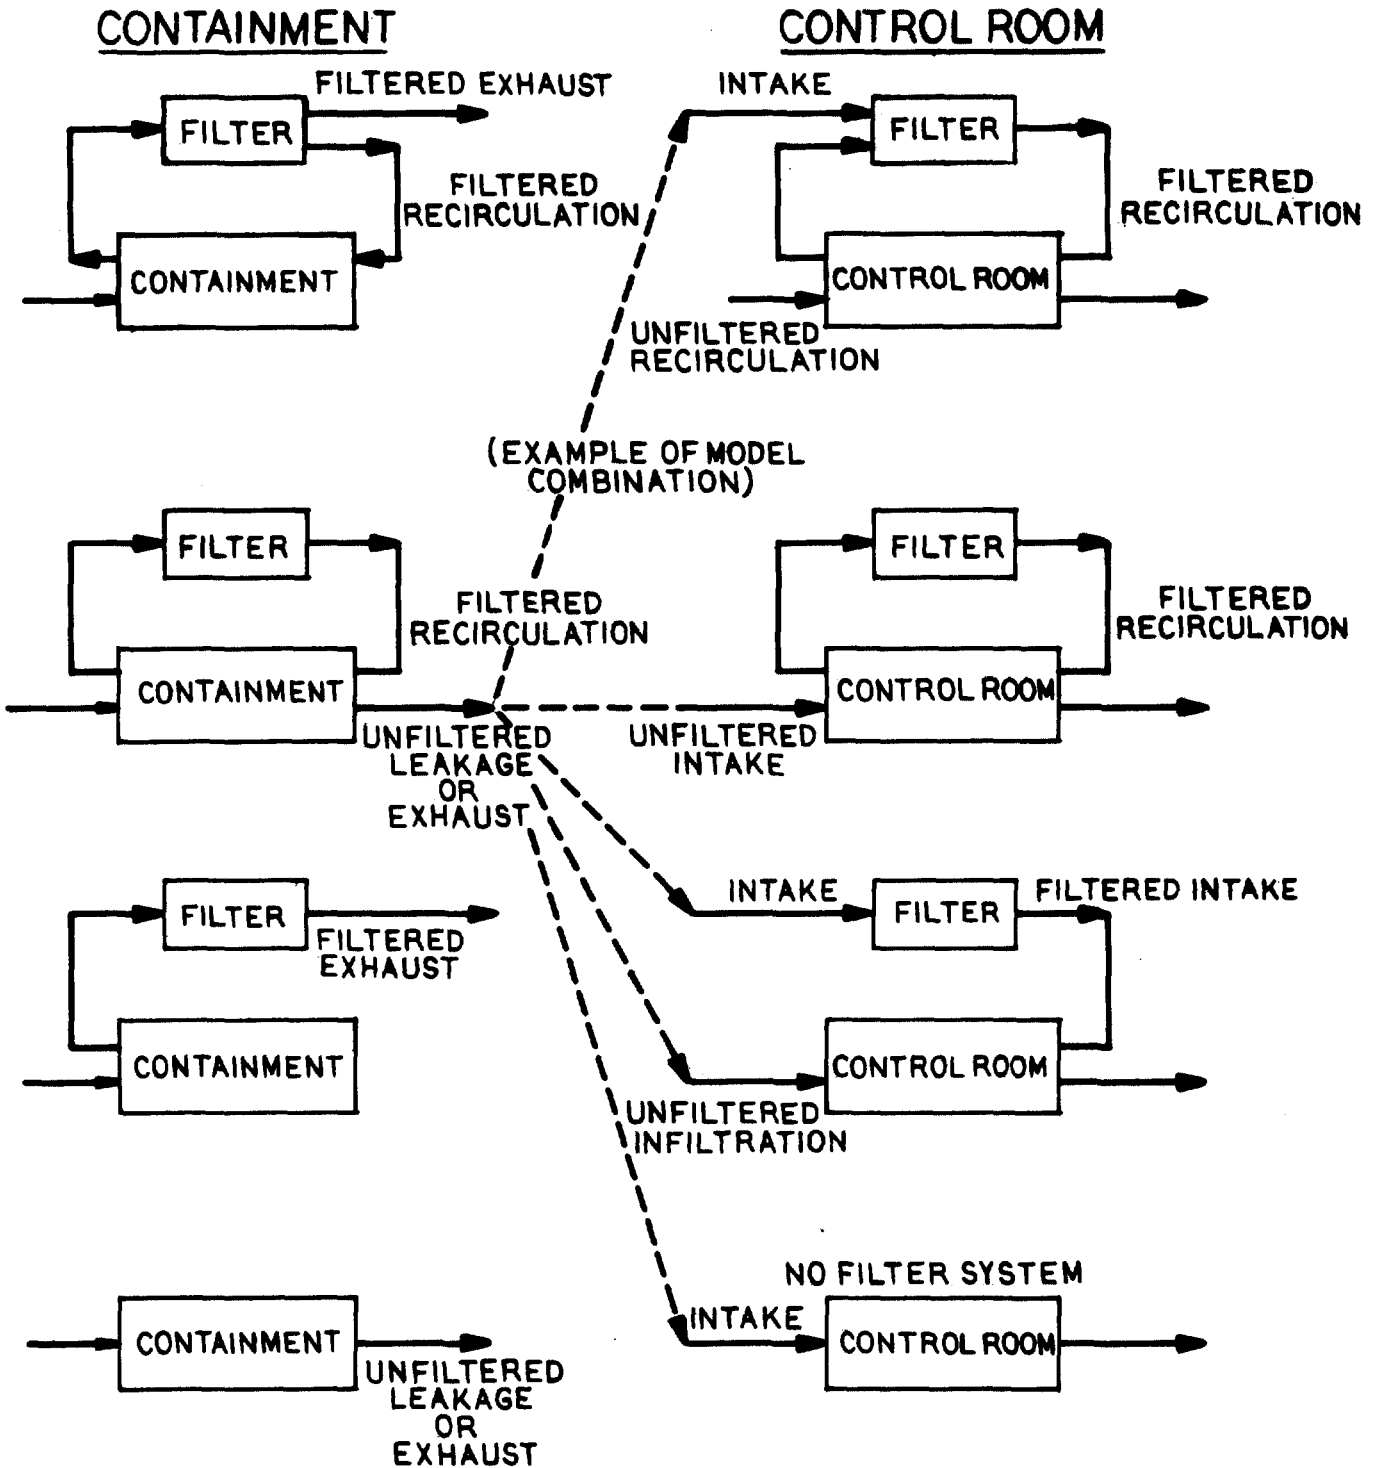 CONTAINMENT
CONTROL ROOM
FILTERED EXHAUST
INTAKE
FILTER
FILTER
FILTERED
RECIRCULATION
FILTERED
RECIRCULATION
CONTAINMENT
CONTROL ROOM
UNFILTERED
RECIRCULATION
(EXAMPLE OF MODEL
COMBINATION)
FILTER
FILTER
FILTERED
RECIRCULATION
FILTERED
RECIRCULATION
CONTAINMENT
CONTROL ROOM
UNFILTERED
LEAKAGE
OR
EXHAUST
UNFILTERED
INTAKE
INTAKE
FILTERED INTAKE
FILTER
FILTER
FILTERED
EXHAUST
CONTAINMENT
CONTROL ROOM
UNFILTERED
INFILTRATION
NO FILTER SYSTEM
INTAKE
CONTAINMENT
CONTROL ROOM
UNFILTERED
LEAKAGE
OR
EXHAUST